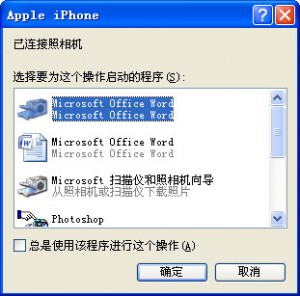 Apple iPhone
已连接照相机
选择要为这个操作启动的程序(S):
Microsoft Office Word
Microsoft Office Word
Microsoft Office Word
Microsoft Office Word
Microsoft 扫描仪和照相机向导
从照相机或扫描仪下载照片
Photoshop
总是使用该程序进行这个操作(A)
确定
取消